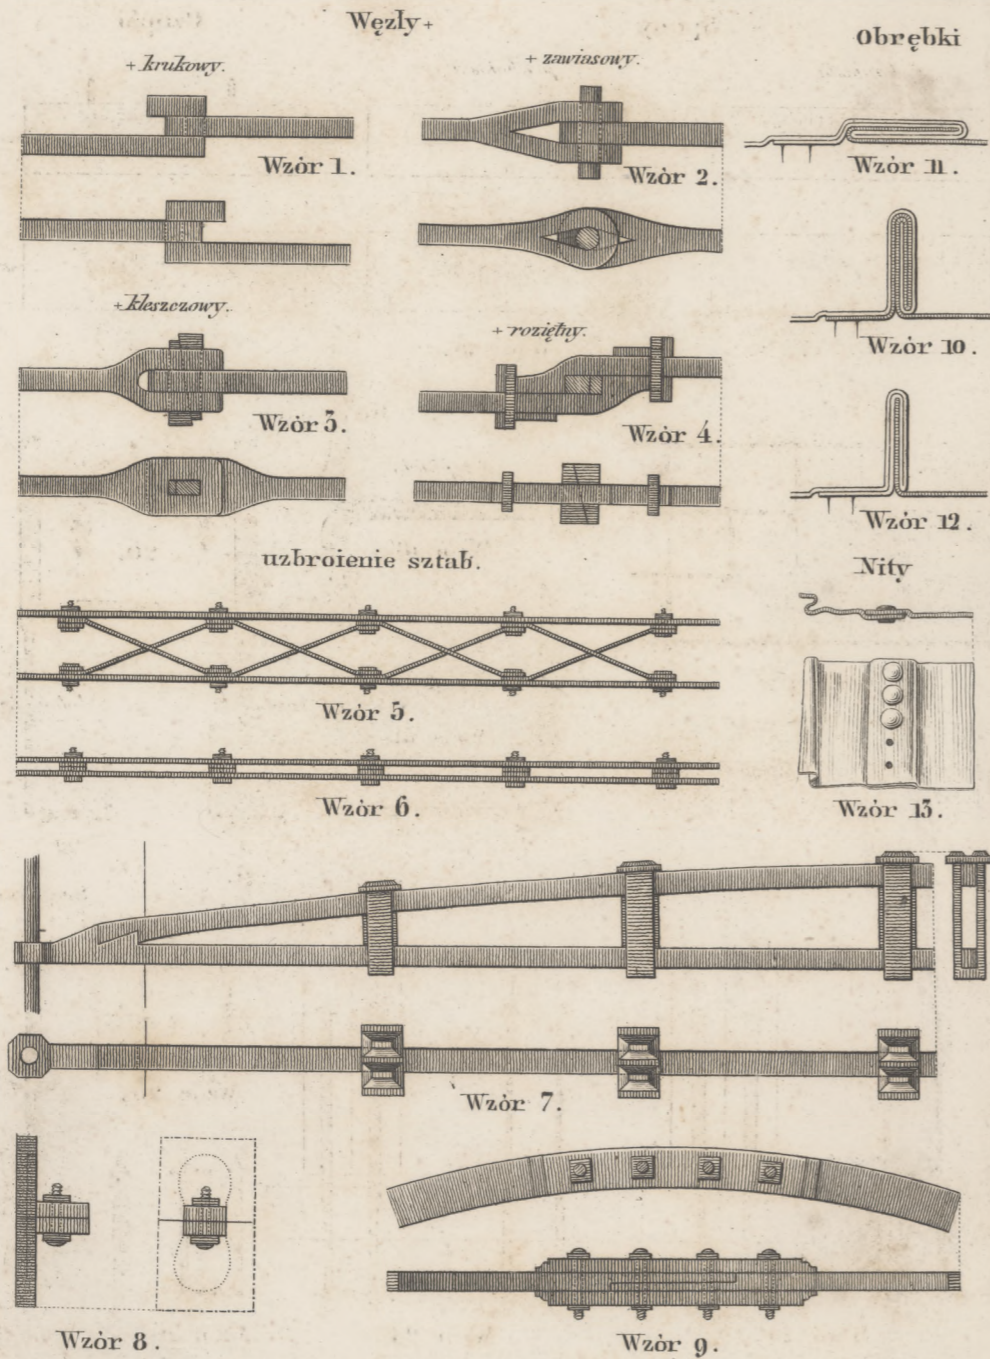 Węzły +
Obrębki
+ krukowy.
+ zawiasowy.
Wzór 1.
Wzór 2.
Wzór 11.
+ kleszczowy.
+ roziętny.
Wzór 10.
Wzór 3.
Wzór 4.
Wzór 12.
uzbroienie sztab.
Nity
Wzór 5.
Wzór 6.
Wzór 13.
Wzór 7.
Wzór 8.
Wzór 9.